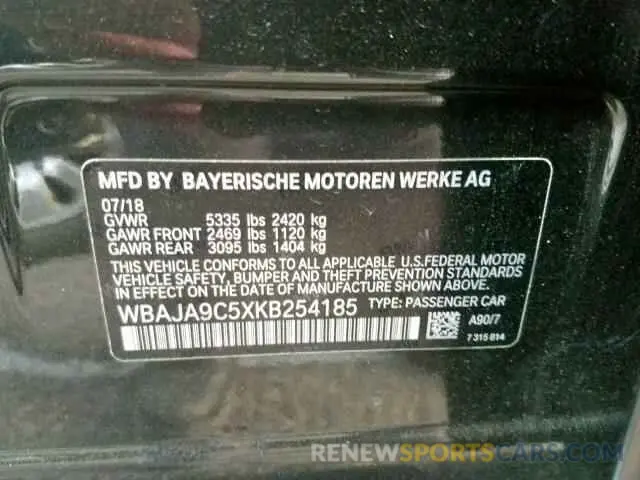 MFD BY BAYERISCHE MOTOREN WERKE AG
07/18
GVWR 5335 lbs 2420 kg
GAWR FRONT 2469 lbs 1120 kg
GAWR REAR 3095 lbs 1404 kg
THIS VEHICLE CONFORMS TO ALL APPLICABLE U.S.FEDERAL MOTOR
VEHICLE SAFETY, BUMPER AND THEFT PREVENTION STANDARDS
IN EFFECT ON THE DATE OF MANUFACTURE SHOWN ABOVE.
WBAJA9C5XKB254185 TYPE: PASSENGER CAR
A90/7
7 315 814
RENEWSPORTSCARS.COM